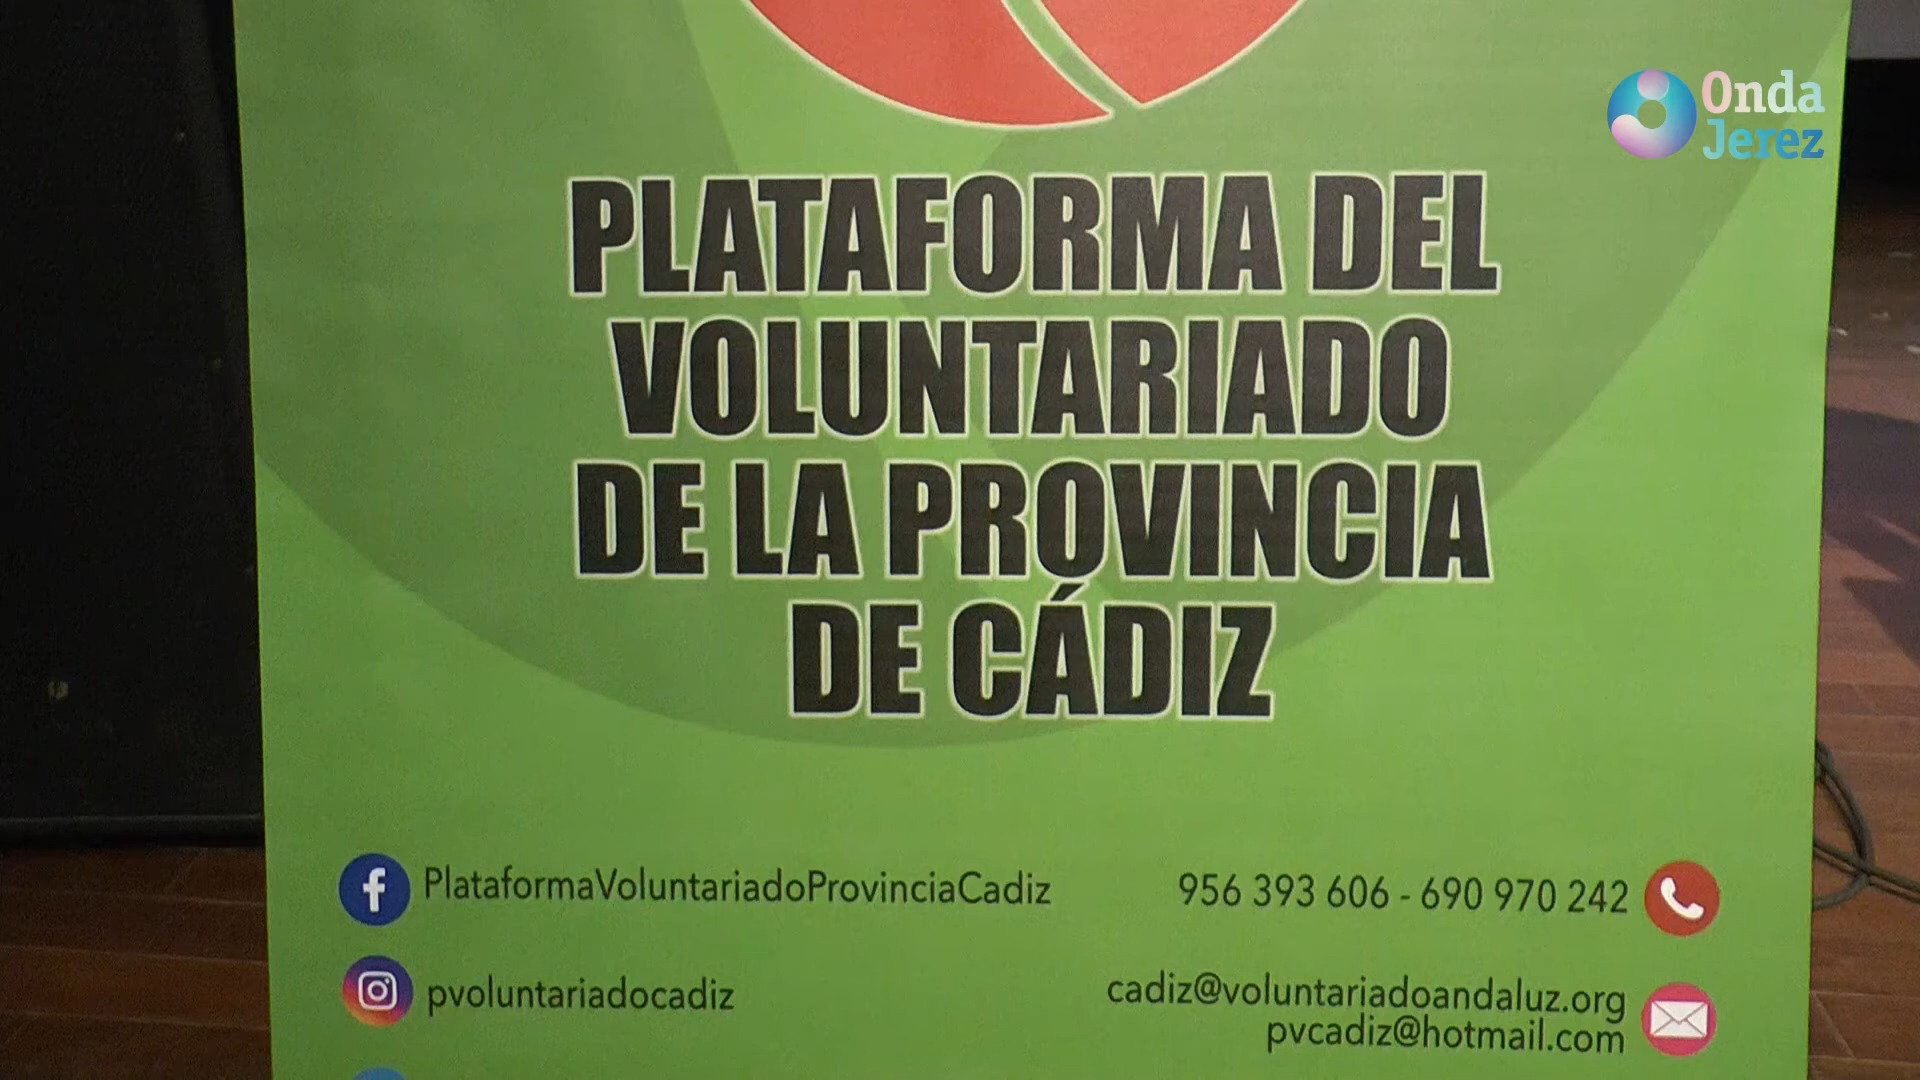 Onda
Jerez
PLATAFORMA DEL
VOLUNTARIADO
DE LA PROVINCIA
DE CÁDIZ
PlataformaVoluntariadoProvinciaCadiz
956 393 606 - 690 970 242
pvoluntariadocadiz
cadiz@voluntariadoandaluz.org
pvcadiz@hotmail.com